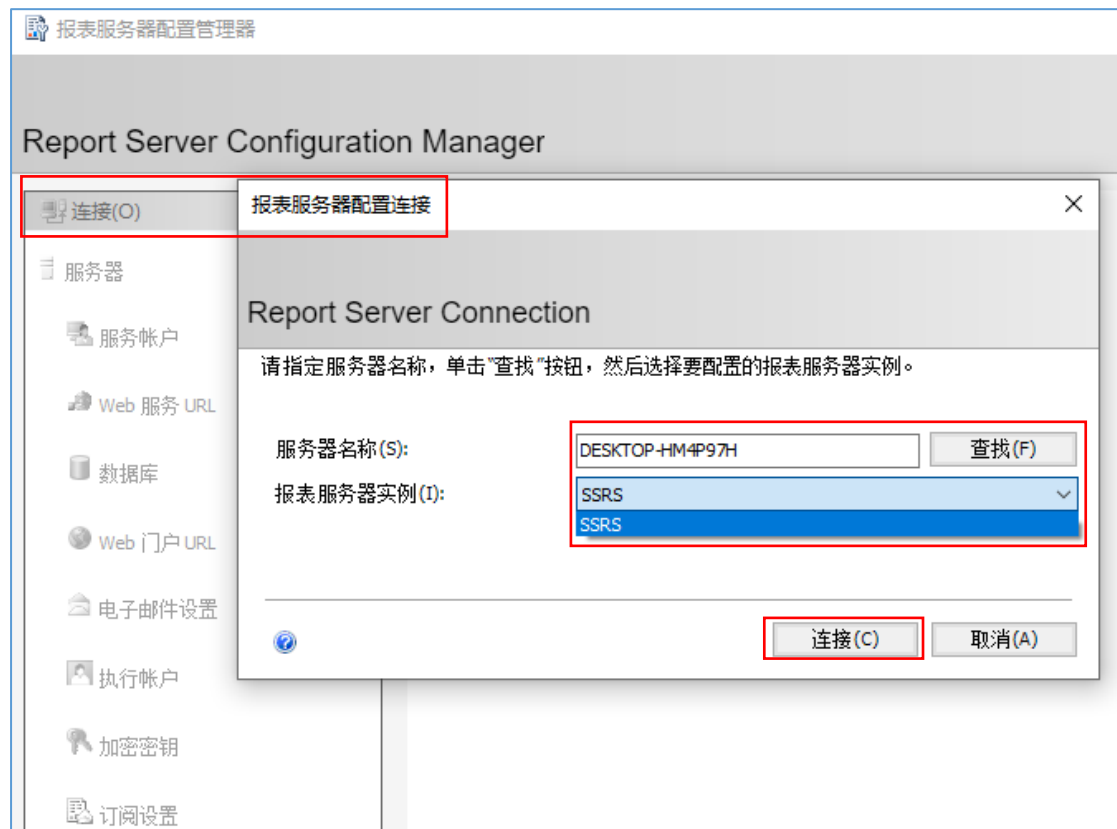 报表服务器配置管理器
Report Server Configuration Manager
连接(O)
报表服务器配置连接
服务器
Report Server Connection
服务帐户
请指定服务器名称，单击"查找"按钮，然后选择要配置的报表服务器实例。
Web 服务 URL
服务器名称(S):
DESKTOP-HM4P97H
查找(F)
数据库
报表服务器实例(I):
SSRS
SSRS
Web 门户 URL
电子邮件设置
连接(C)
取消(A)
执行帐户
加密密钥
订阅设置